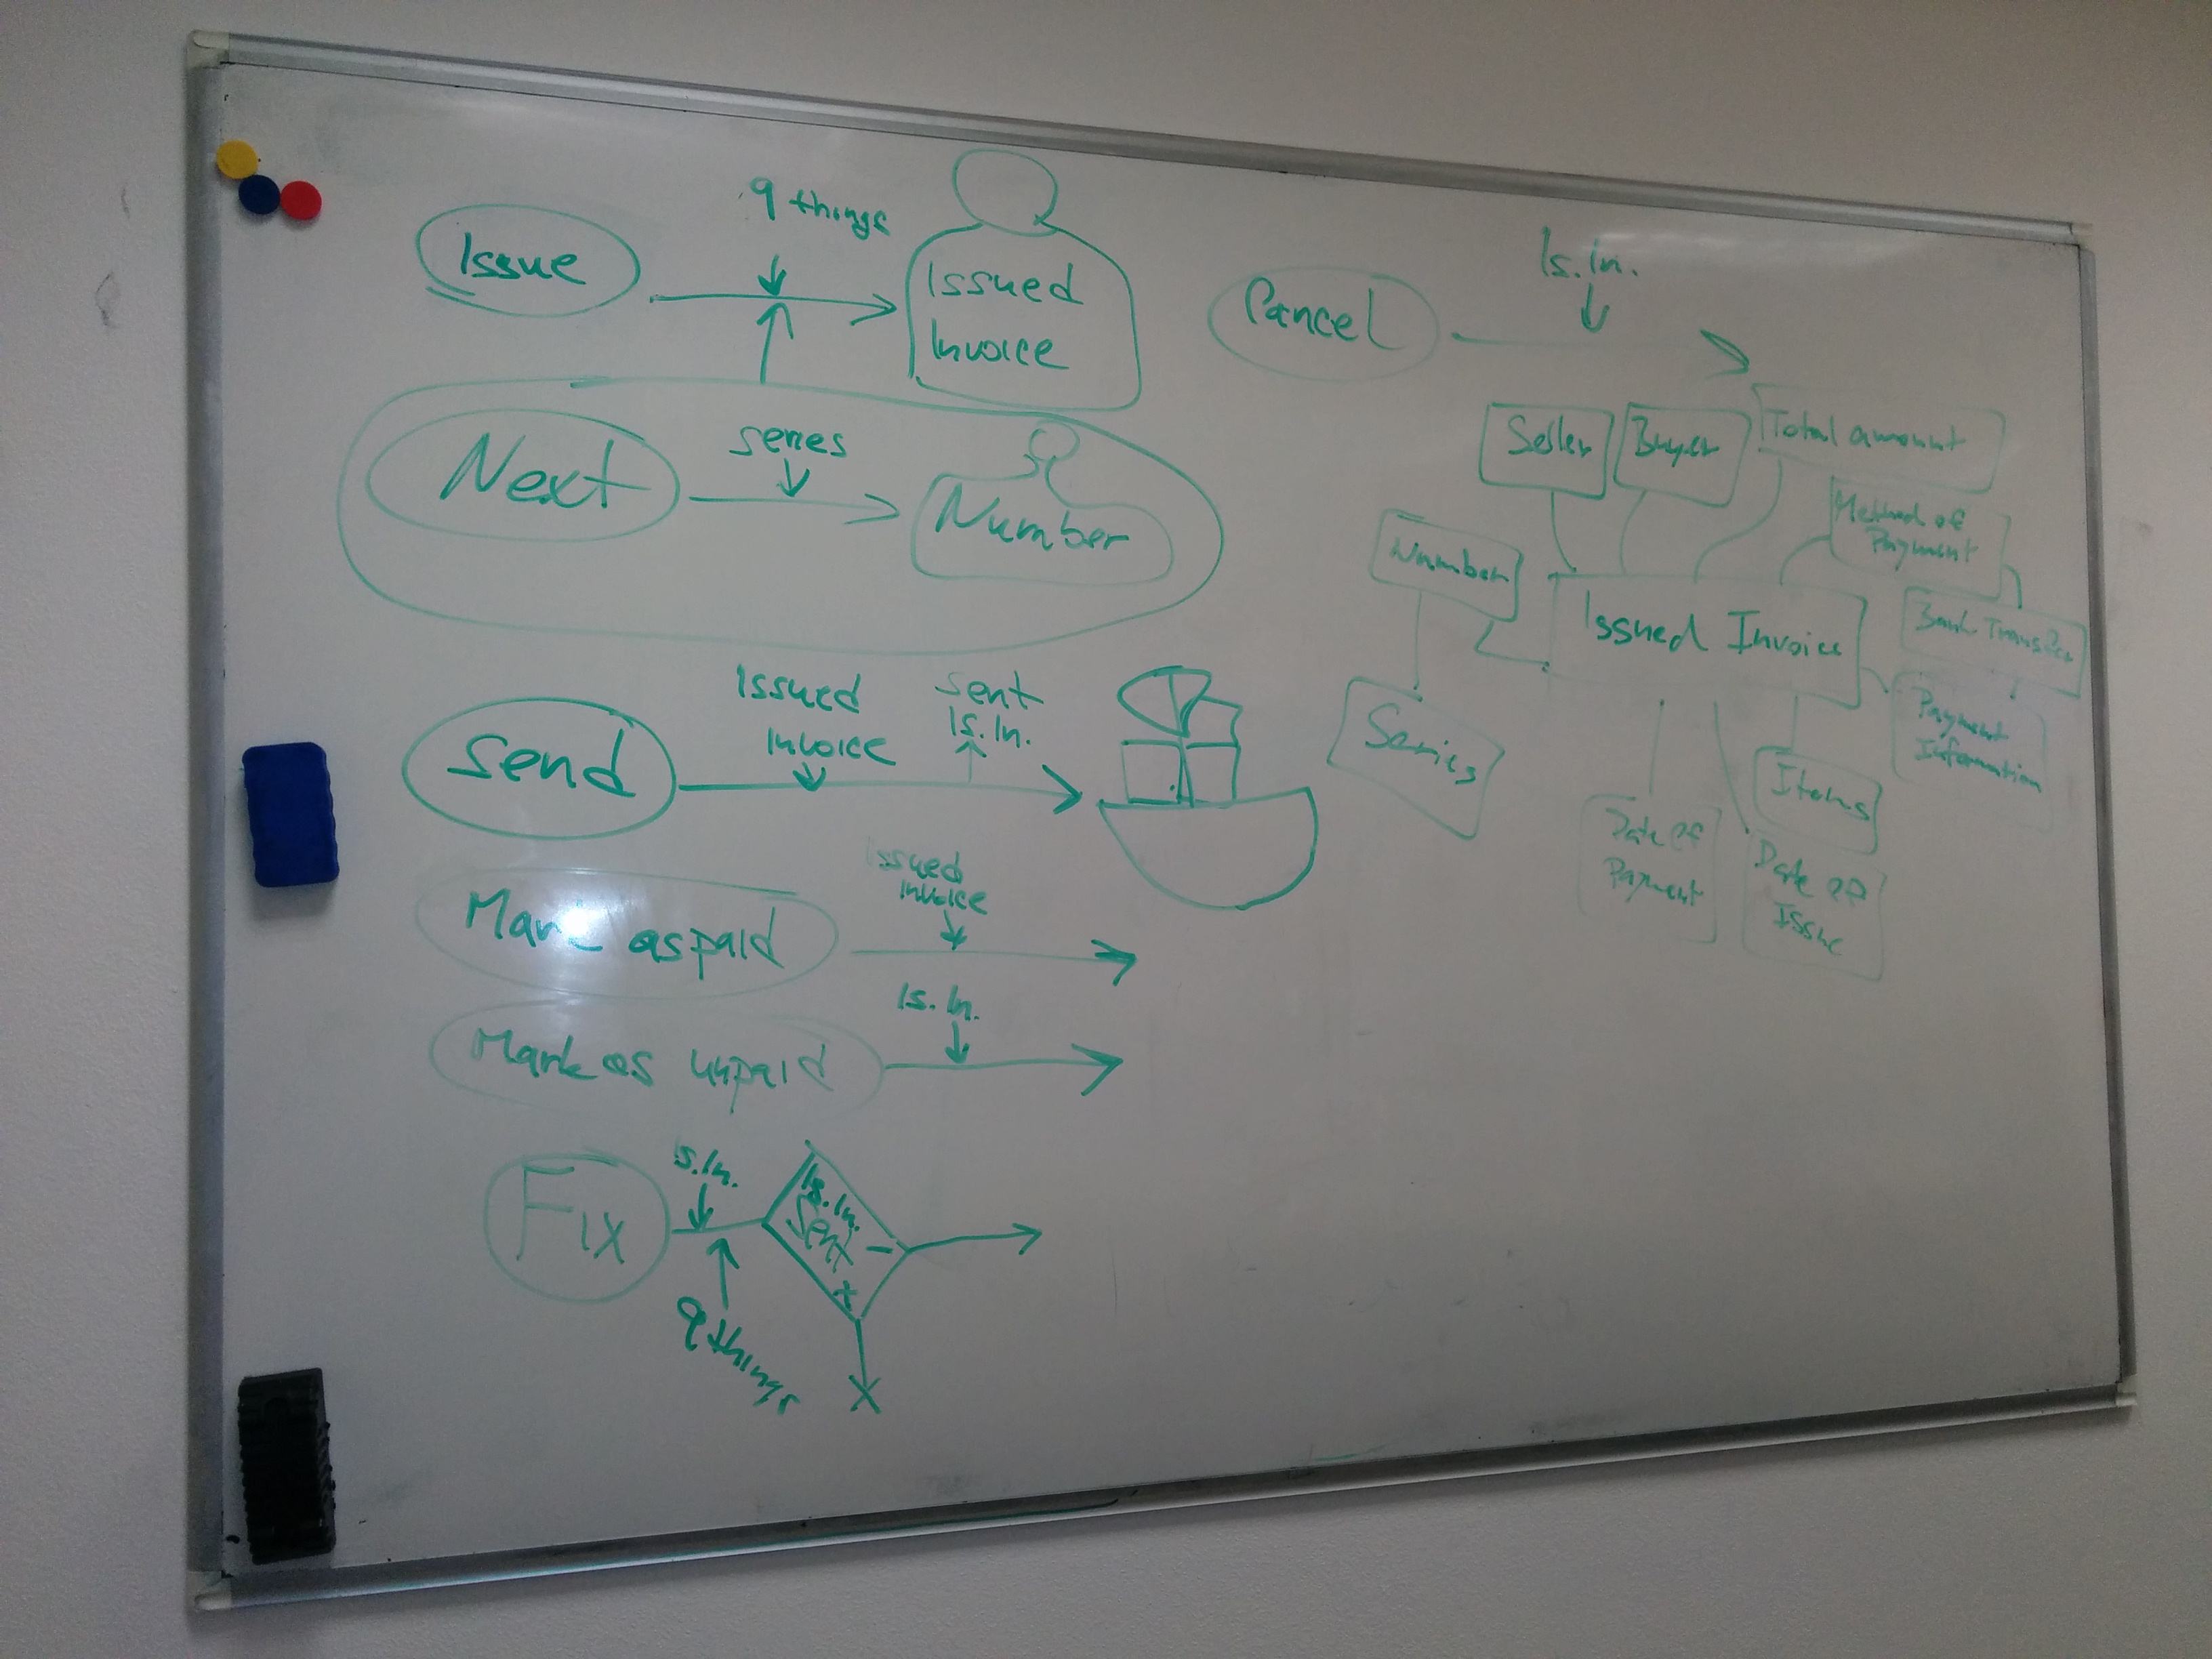 Issue
9 things
Issued
Invoice
Next
series
Number
Send
Issued
Invoice
sent
Is.In.
Mark as paid
Issued
Invoice
Mark as unpaid
Is.In.
Fix
Is.In.
9 things
Is.In.
Sent
-
+
Cancel
Is.In.
Seller
Buyer
Total amount
Method of
Payment
Number
Issued Invoice
Bank Transfer
Series
Payment
Information
Items
Date of
Payment
Date of
Issue